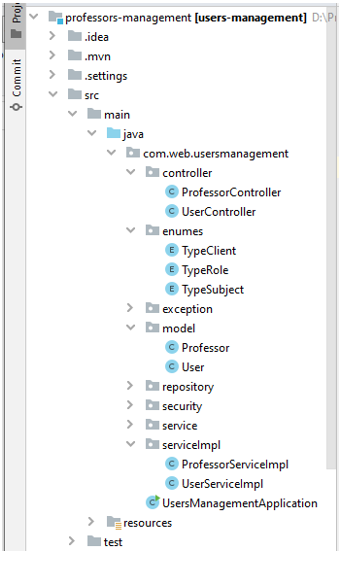 Proj
Commit
professors-management [users-management] D:\Pr
.idea
.mvn
.settings
src
main
java
com.web.usersmanagement
controller
C ProfessorController
C UserController
enumes
E TypeClient
E TypeRole
E TypeSubject
exception
model
C Professor
C User
repository
security
service
serviceImpl
C ProfessorServiceImpl
C UserServiceImpl
C UsersManagementApplication
resources
test